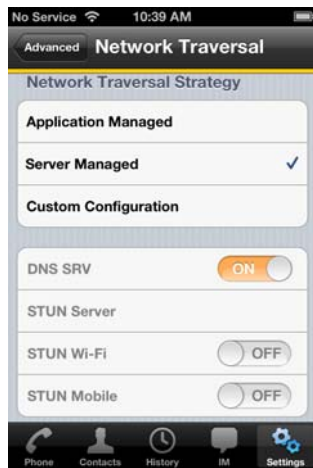 No Service 10:39 AM
Advanced Network Traversal
Network Traversal Strategy
Application Managed
Server Managed
Custom Configuration
DNS SRV ON
STUN Server
STUN Wi-Fi OFF
STUN Mobile OFF
Phone Contacts History IM Settings